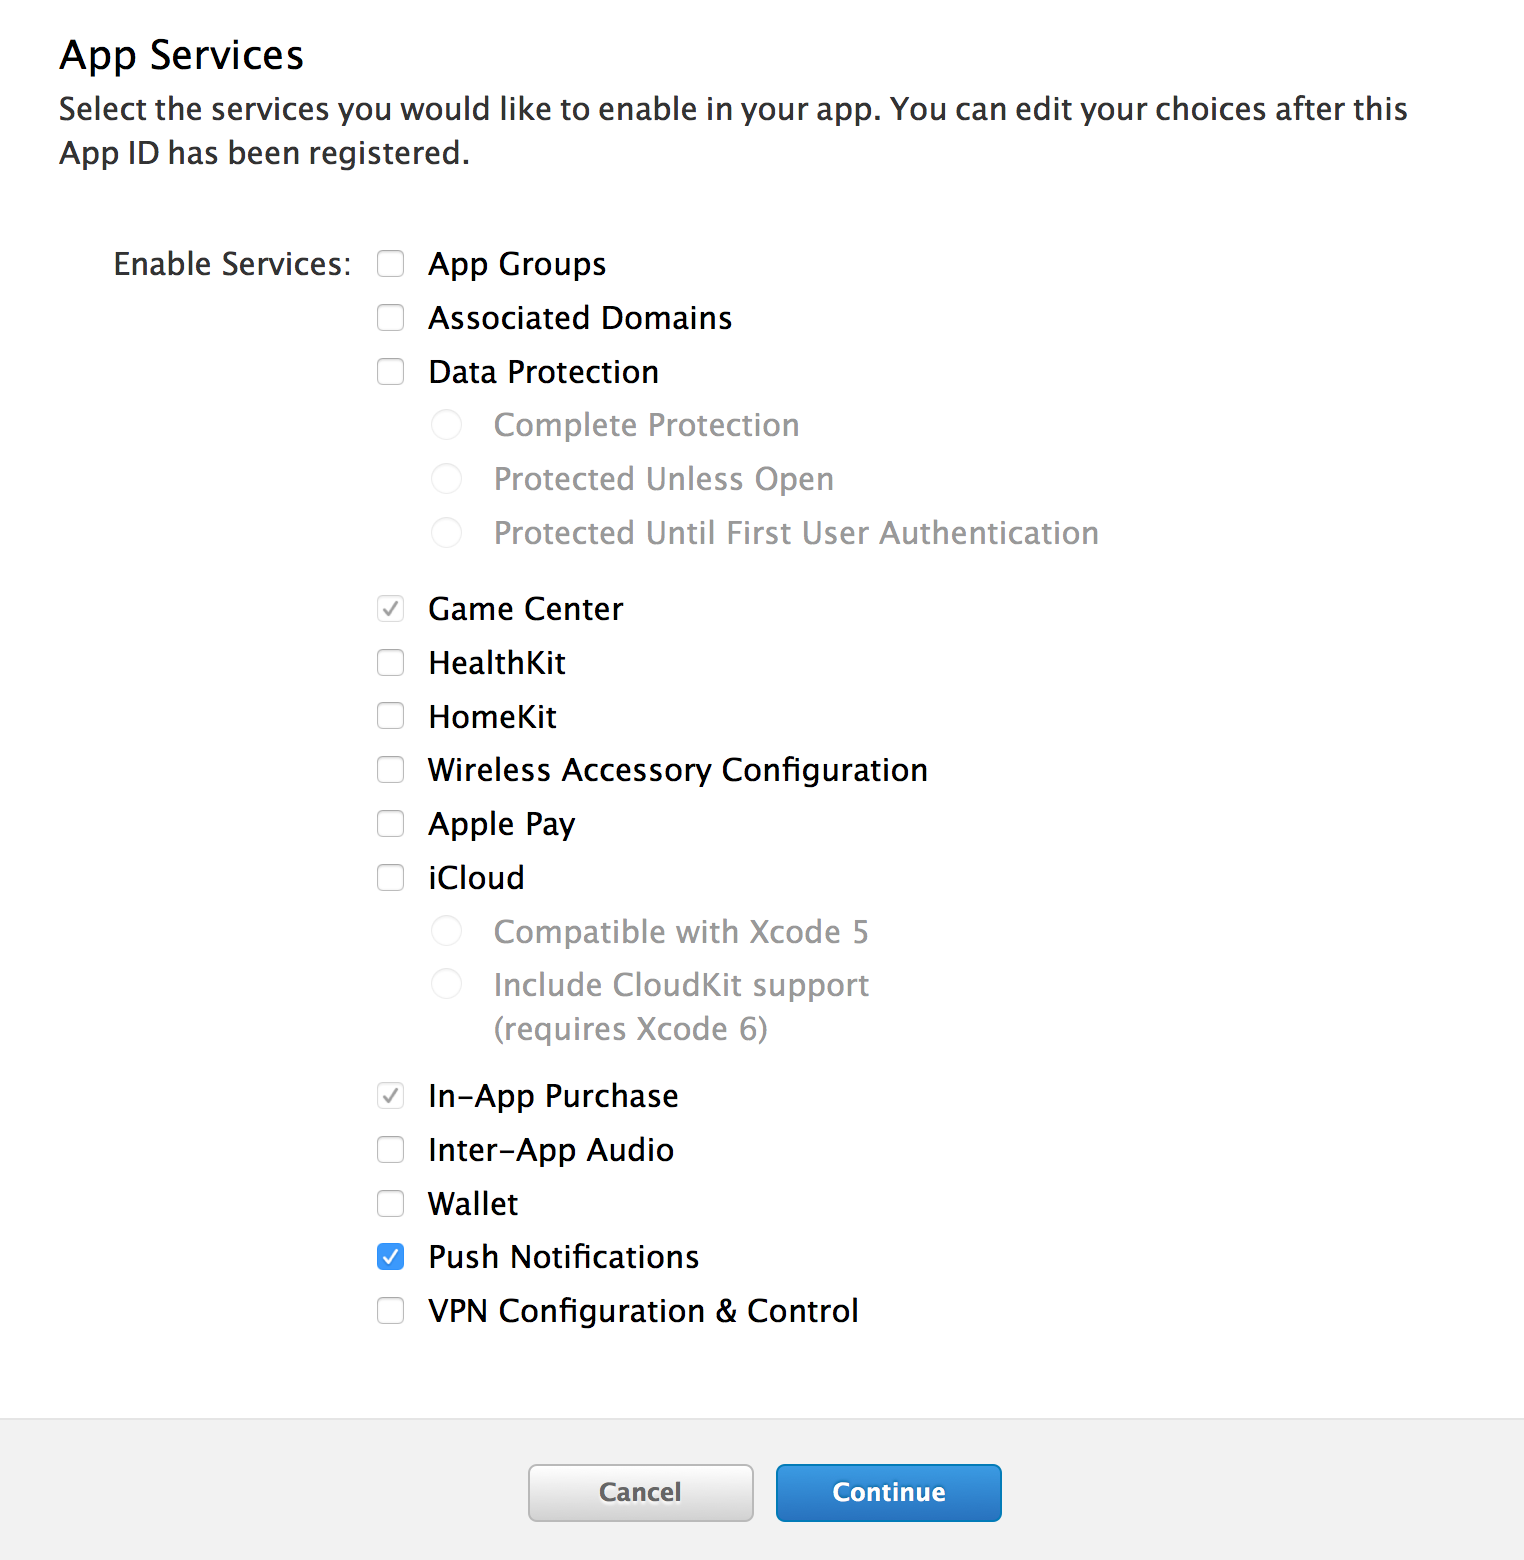 App Services
Select the services you would like to enable in your app. You can edit your choices after this
App ID has been registered.
Enable Services:
App Groups
Associated Domains
Data Protection
Complete Protection
Protected Unless Open
Protected Until First User Authentication
Game Center
HealthKit
HomeKit
Wireless Accessory Configuration
Apple Pay
iCloud
Compatible with Xcode 5
Include CloudKit support
(requires Xcode 6)
In-App Purchase
Inter-App Audio
Wallet
Push Notifications
VPN Configuration & Control
Cancel
Continue